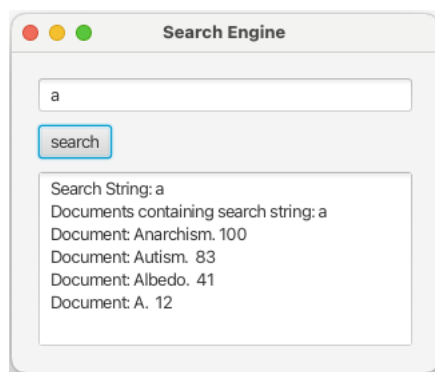 Search Engine
a
search
Search String: a
Documents containing search string: a
Document: Anarchism. 100
Document: Autism.  83
Document: Albedo.  41
Document: A.  12